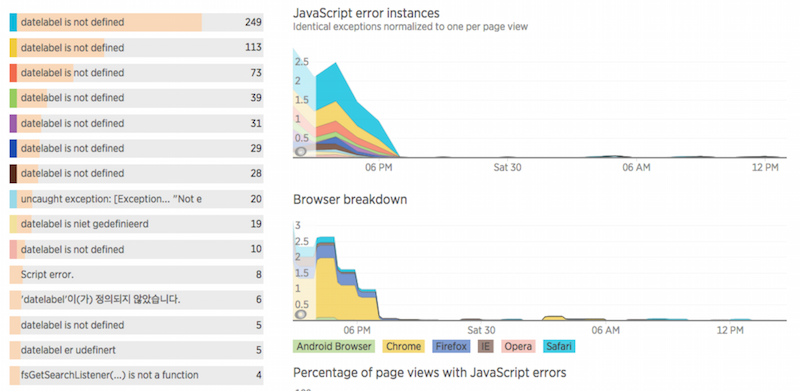 datelabel is not defined 249
datelabel is not defined 113
datelabel is not defined 73
datelabel is not defined 39
datelabel is not defined 31
datelabel is not defined 29
datelabel is not defined 28
uncaught exception: [Exception... "Not e 20
datelabel is niet gedefinieerd 19
datelabel is not defined 10
Script error. 8
'datelabel'이(가) 정의되지 않았습니다. 6
datelabel is not defined 5
datelabel er udefinert 5
fsGetSearchListener(...) is not a function 4
JavaScript error instances
Identical exceptions normalized to one per page view
2.5
2
1.5
1
0.5
06 PM Sat 30 06 AM 12 PM
Browser breakdown
3
2.5
2
1.5
1
0.5
06 PM Sat 30 06 AM 12 PM
Android Browser Chrome Firefox IE Opera Safari
Percentage of page views with JavaScript errors